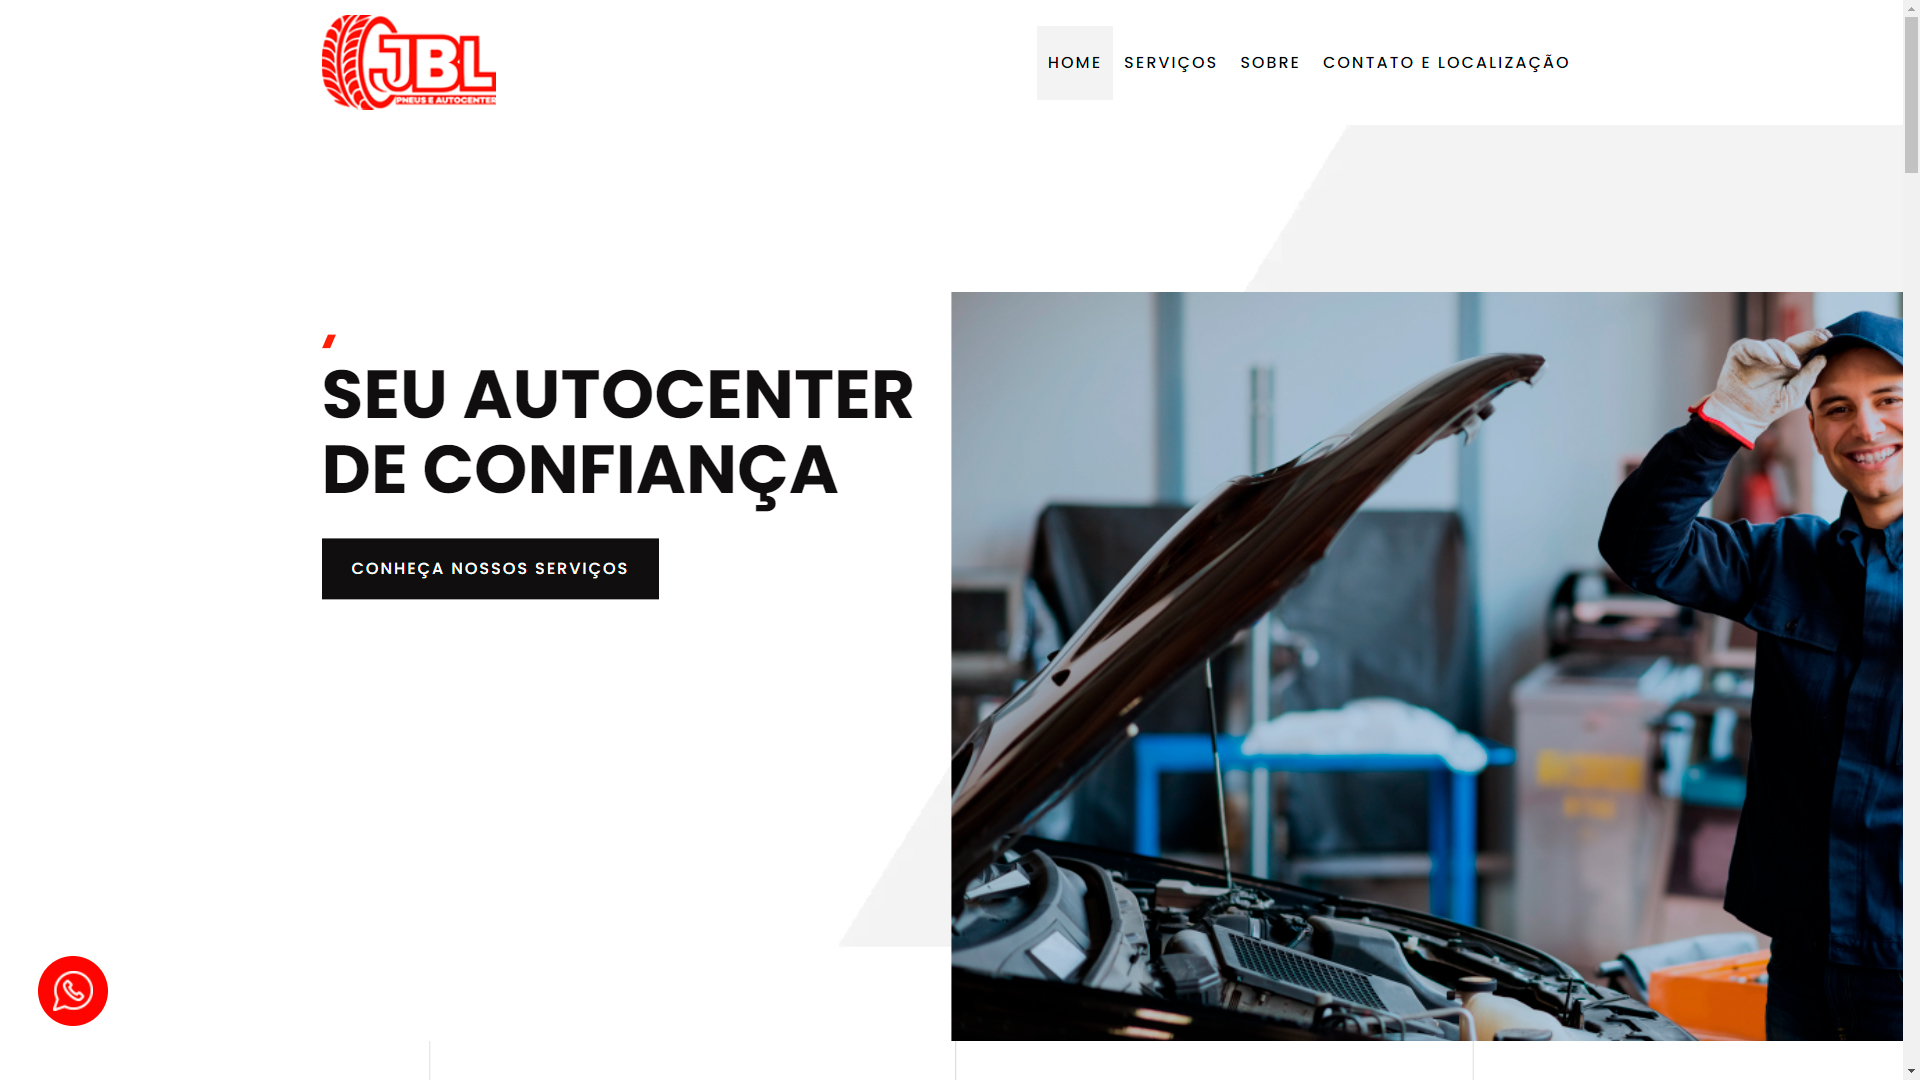 JBL
PNEUS E AUTOCENTER
HOME
SERVIÇOS
SOBRE
CONTATO E LOCALIZAÇÃO
SEU AUTOCENTER
DE CONFIANÇA
CONHEÇA NOSSOS SERVIÇOS